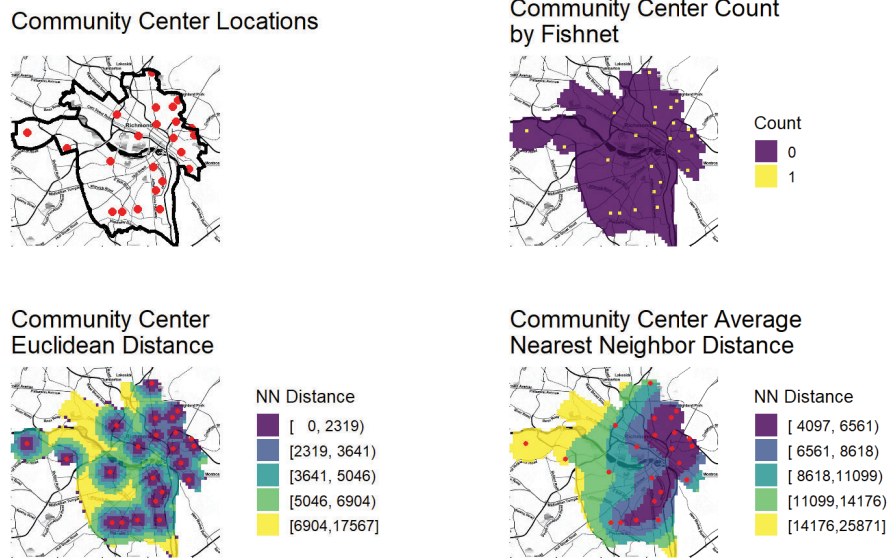 Community Center Locations
Richmond
Community Center Count
by Fishnet
Count
0
1
Community Center
Euclidean Distance
NN Distance
[ 0, 2319)
[2319, 3641)
[3641, 5046)
[5046, 6904)
[6904,17567]
Community Center Average
Nearest Neighbor Distance
NN Distance
[ 4097, 6561)
[ 6561, 8618)
[ 8618,11099)
[11099,14176)
[14176,25871]